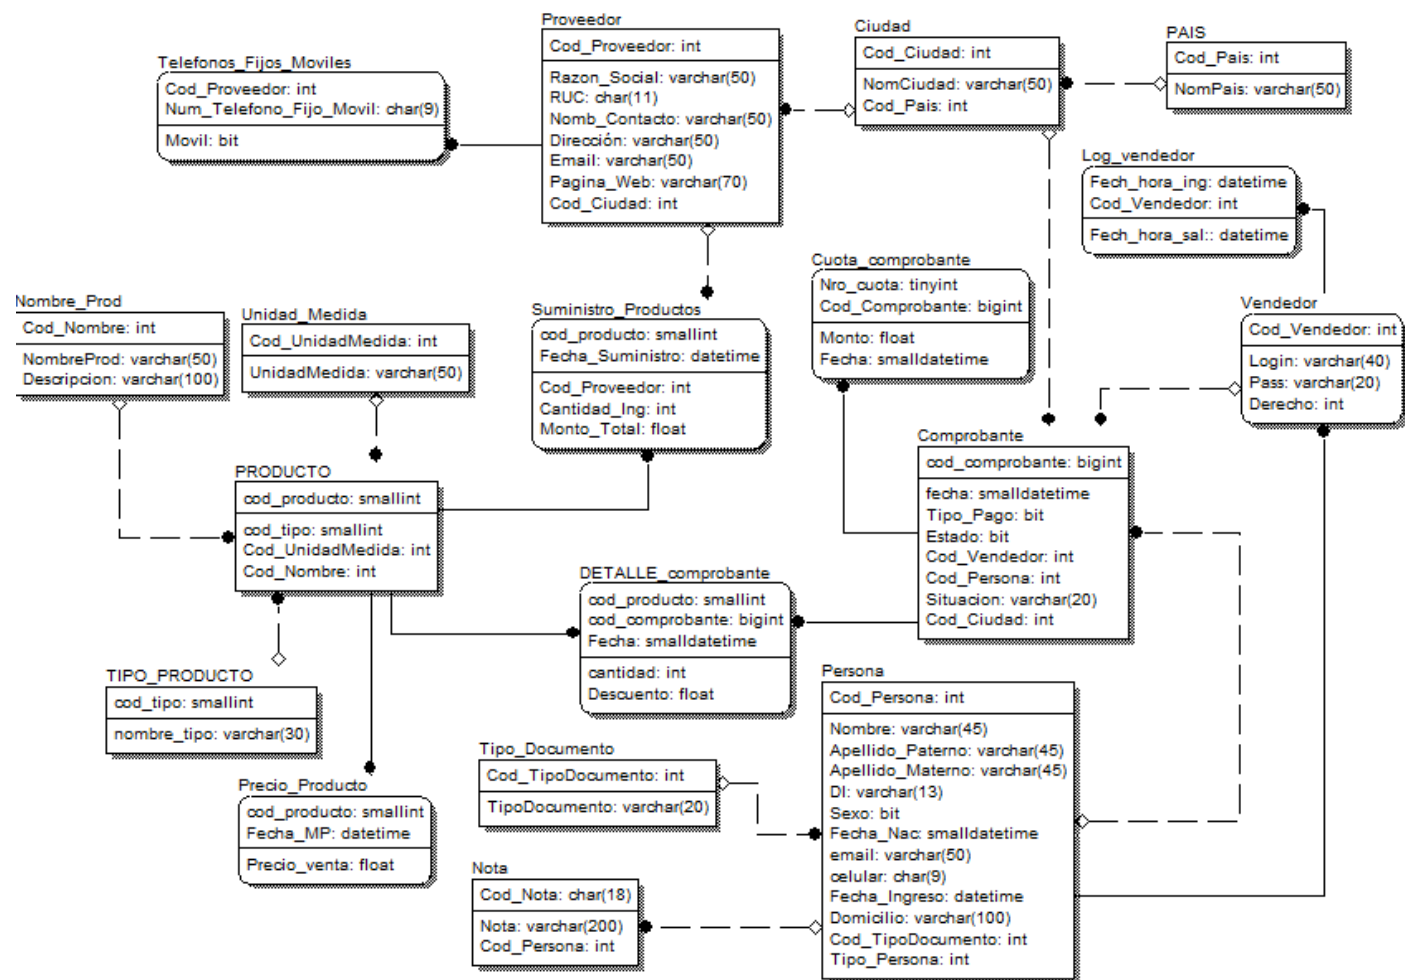 Proveedor
Cod_Proveedor: int
Razon_Social: varchar(50)
RUC: char(11)
Nomb_Contacto: varchar(50)
Dirección: varchar(50)
Email: varchar(50)
Pagina_Web: varchar(70)
Cod_Ciudad: int
Ciudad
Cod_Ciudad: int
NomCiudad: varchar(50)
Cod_Pais: int
PAIS
Cod_Pais: int
NomPais: varchar(50)
Telefonos_Fijos_Moviles
Cod_Proveedor: int
Num_Telefono_Fijo_Movil: char(9)
Movil: bit
Log_vendedor
Fech_hora_ing: datetime
Cod_Vendedor: int
Fech_hora_sal:: datetime
Cuota_comprobante
Nro_cuota: tinyint
Cod_Comprobante: bigint
Monto: float
Fecha: smalldatetime
Nombre_Prod
Cod_Nombre: int
NombreProd: varchar(50)
Descripcion: varchar(100)
Unidad_Medida
Cod_UnidadMedida: int
UnidadMedida: varchar(50)
Suministro_Productos
cod_producto: smallint
Fecha_Suministro: datetime
Cod_Proveedor: int
Cantidad_Ing: int
Monto_Total: float
Vendedor
Cod_Vendedor: int
Login: varchar(40)
Pass: varchar(20)
Derecho: int
Comprobante
cod_comprobante: bigint
fecha: smalldatetime
Tipo_Pago: bit
Estado: bit
Cod_Vendedor: int
Cod_Persona: int
Situacion: varchar(20)
Cod_Ciudad: int
PRODUCTO
cod_producto: smallint
cod_tipo: smallint
Cod_UnidadMedida: int
Cod_Nombre: int
DETALLE_comprobante
cod_producto: smallint
cod_comprobante: bigint
Fecha: smalldatetime
cantidad: int
Descuento: float
TIPO_PRODUCTO
cod_tipo: smallint
nombre_tipo: varchar(30)
Persona
Cod_Persona: int
Nombre: varchar(45)
Apellido_Paterno: varchar(45)
Apellido_Materno: varchar(45)
DI: varchar(13)
Sexo: bit
Fecha_Nac: smalldatetime
email: varchar(50)
celular: char(9)
Fecha_Ingreso: datetime
Domicilio: varchar(100)
Cod_TipoDocumento: int
Tipo_Persona: int
Tipo_Documento
Cod_TipoDocumento: int
TipoDocumento: varchar(20)
Precio_Producto
cod_producto: smallint
Fecha_MP: datetime
Precio_venta: float
Nota
Cod_Nota: char(18)
Nota: varchar(200)
Cod_Persona: int